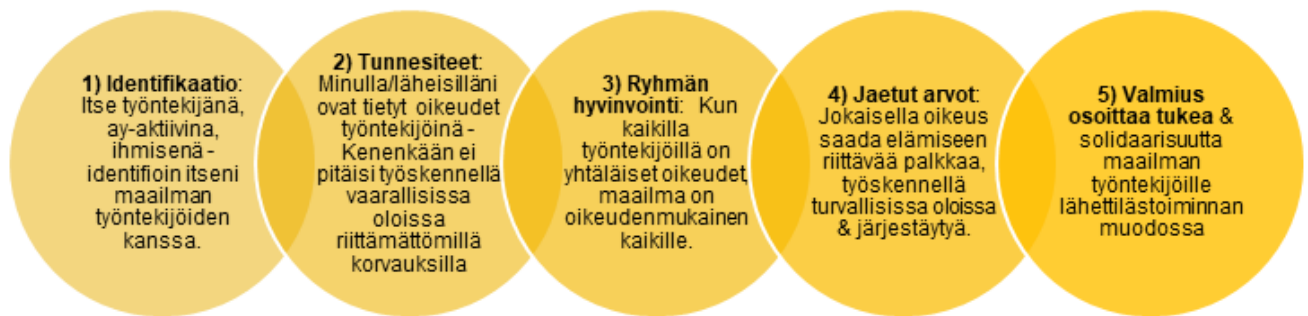 1) Identifikaatio:
Itse työntekijänä,
ay-aktiivina,
ihmisenä -
identifioin itseni
maailman
työntekijöiden
kanssa.
2) Tunnesiteet:
Minulla/läheisilläni
ovat tietyt oikeudet
työntekijöinä -
Kenenkään ei
pitäisi työskennellä
vaarallisissa
oloissa
riittämättömillä
korvauksilla
3) Ryhmän
hyvinvointi: Kun
kaikilla
työntekijöillä on
yhtäläiset oikeudet,
maailma on
oikeudenmukainen
kaikille.
4) Jaetut arvot:
Jokaisella oikeus
saada elämiseen
riittävää palkkaa,
työskennellä
turvallisissa oloissa
& järjestäytyä.
5) Valmius
osoittaa tukea &
solidaarisuutta
maailman
työntekijöille
lähettilästoiminnan
muodossa